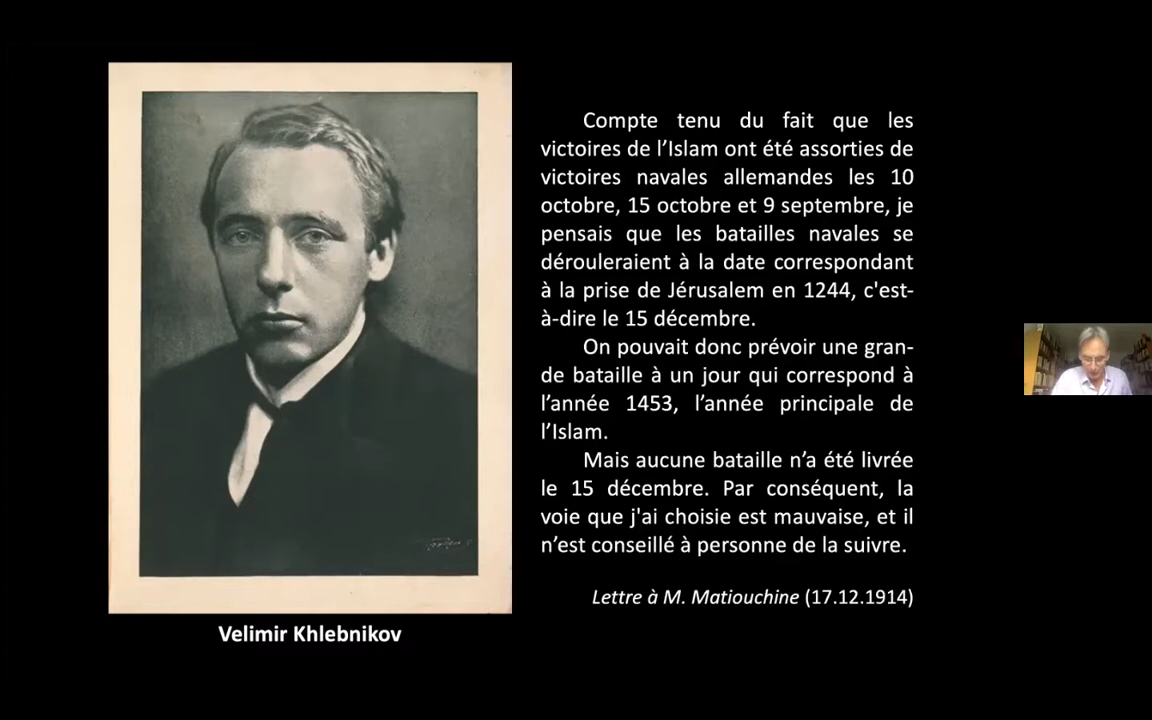 Compte tenu du fait que les
victoires de l’Islam ont été assorties de
victoires navales allemandes les 10
octobre, 15 octobre et 9 septembre, je
pensais que les batailles navales se
dérouleraient à la date correspondant
à la prise de Jérusalem en 1244, c'est-
à-dire le 15 décembre.
On pouvait donc prévoir une gran-
de bataille à un jour qui correspond à
l’année 1453, l’année principale de
l’Islam.
Mais aucune bataille n’a été livrée
le 15 décembre. Par conséquent, la
voie que j'ai choisie est mauvaise, et il
n’est conseillé à personne de la suivre.
Lettre à M. Matiouchine (17.12.1914)
Velimir Khlebnikov